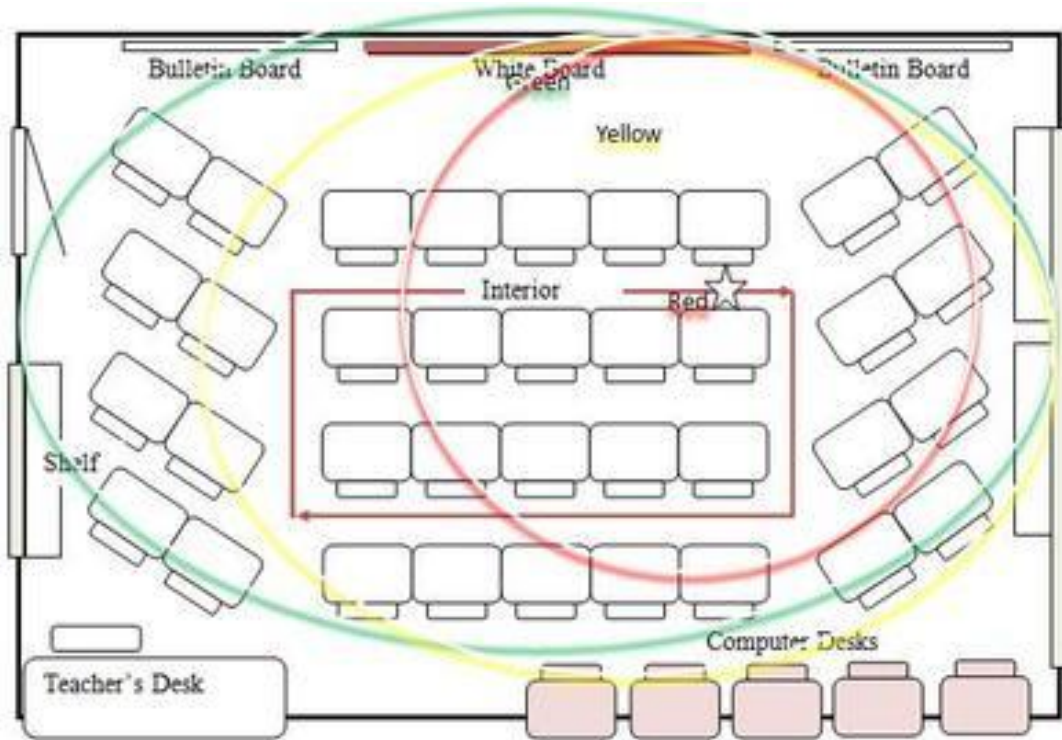 Bulletin Board
White Board
Bulletin Board
Green
Yellow
Interior
Red
Shelf
Computer Desks
Teacher's Desk